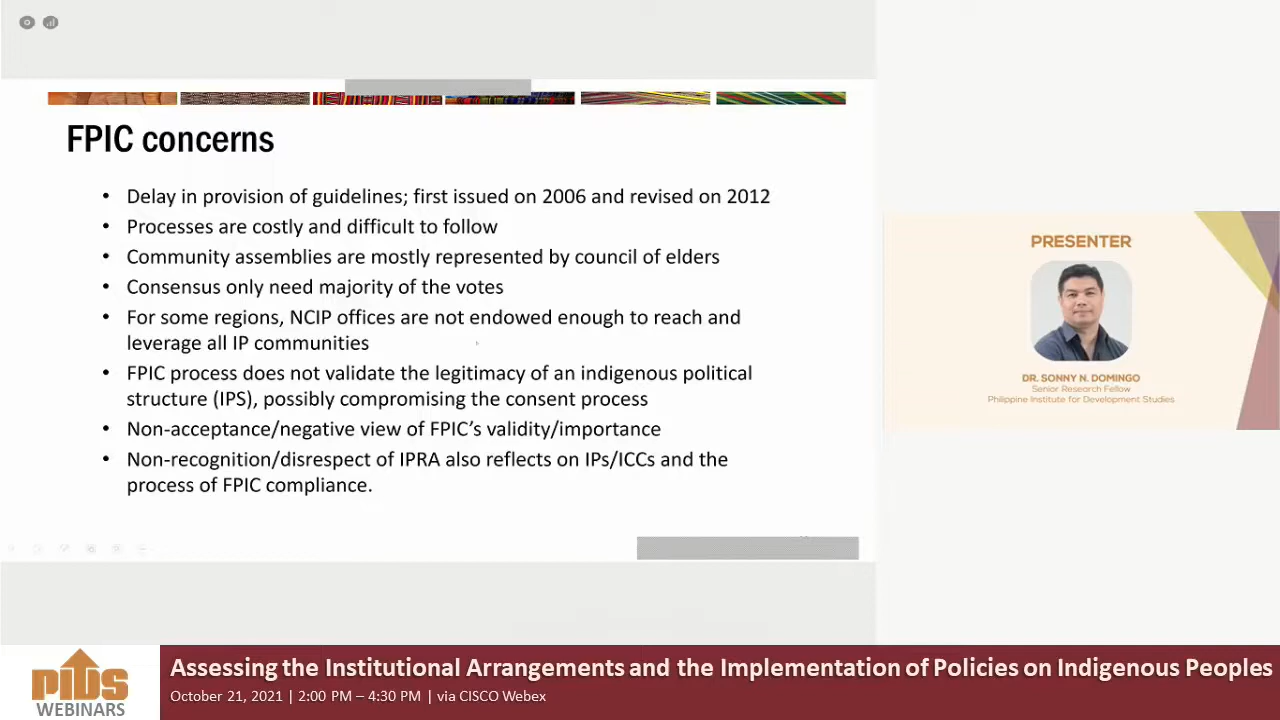 FPIC concerns
• Delay in provision of guidelines; first issued on 2006 and revised on 2012
• Processes are costly and difficult to follow
• Community assemblies are mostly represented by council of elders
• Consensus only need majority of the votes
• For some regions, NCIP offices are not endowed enough to reach and
leverage all IP communities
• FPIC process does not validate the legitimacy of an indigenous political
structure (IPS), possibly compromising the consent process
• Non-acceptance/negative view of FPIC's validity/importance
• Non-recognition/disrespect of IPRA also reflects on IPs/ICCs and the
process of FPIC compliance.
PRESENTER
DR. SONNY N. DOMINGO
Senior Research Fellow
Philippine Institute for Development Studies
PIDS
WEBINARS
Assessing the Institutional Arrangements and the Implementation of Policies on Indigenous Peoples
October 21, 2021 | 2:00 PM – 4:30 PM | via CISCO Webex